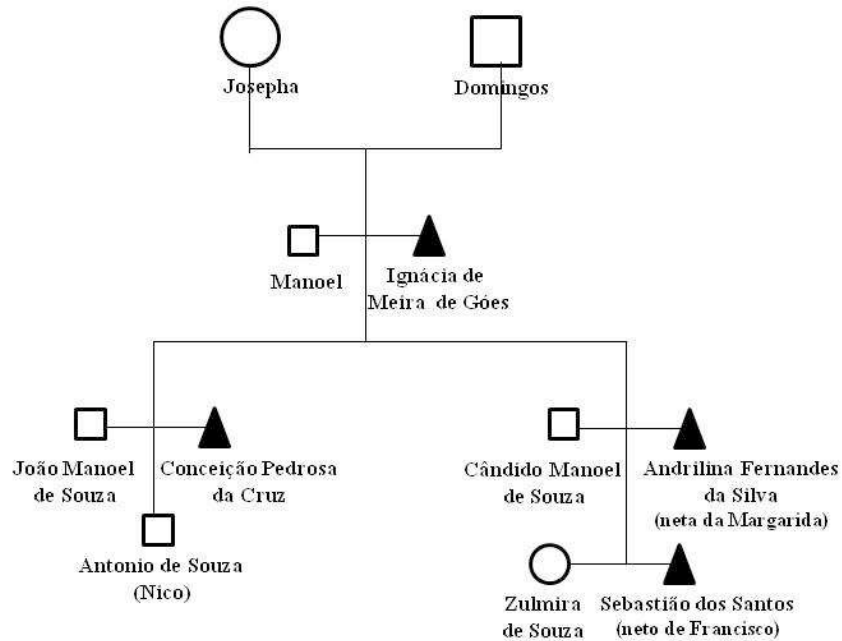 Josepha
Domingos
Manoel
Ignácia de
Meira de Góes
João Manoel
de Souza
Conceição Pedrosa
da Cruz
Cândido Manoel
de Souza
Andrilina Fernandes
da Silva
(neta da Margarida)
Antonio de Souza
(Nico)
Zulmira
de Souza
Sebastião dos Santos
(neto de Francisco)